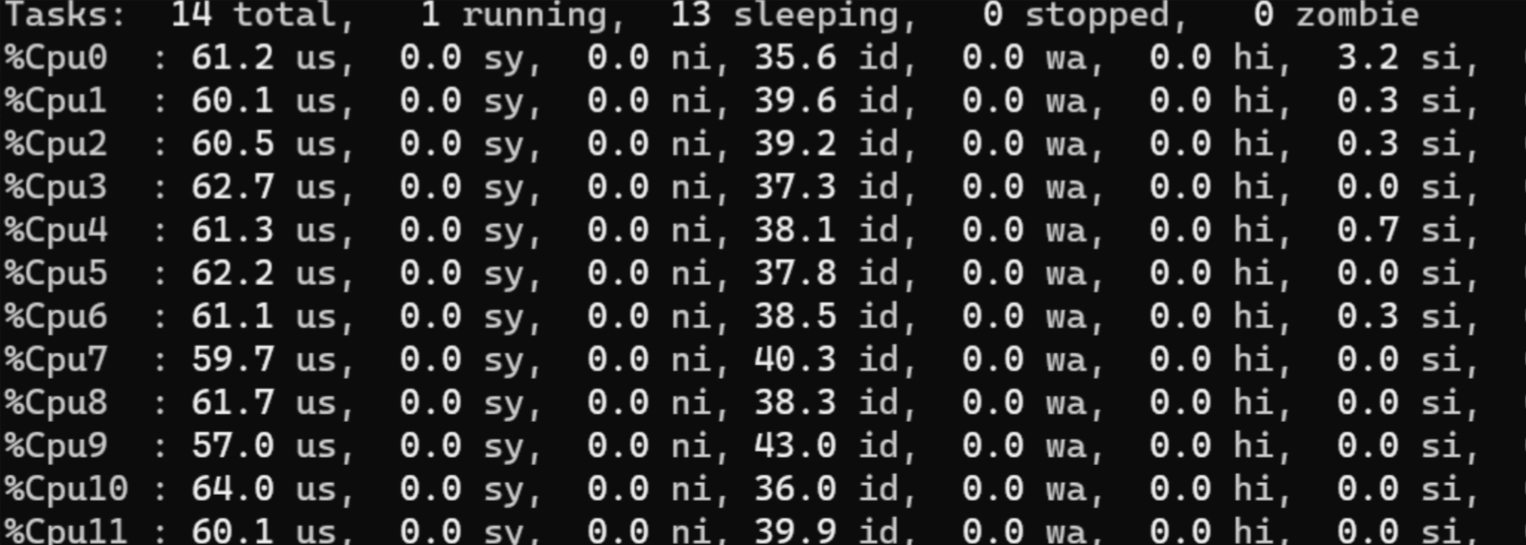 Tasks:  14 total,   1 running,  13 sleeping,   0 stopped,   0 zombie
%Cpu0  : 61.2 us,  0.0 sy,  0.0 ni, 35.6 id,  0.0 wa,  0.0 hi,  3.2 si,
%Cpu1  : 60.1 us,  0.0 sy,  0.0 ni, 39.6 id,  0.0 wa,  0.0 hi,  0.3 si,
%Cpu2  : 60.5 us,  0.0 sy,  0.0 ni, 39.2 id,  0.0 wa,  0.0 hi,  0.3 si,
%Cpu3  : 62.7 us,  0.0 sy,  0.0 ni, 37.3 id,  0.0 wa,  0.0 hi,  0.0 si,
%Cpu4  : 61.3 us,  0.0 sy,  0.0 ni, 38.1 id,  0.0 wa,  0.0 hi,  0.7 si,
%Cpu5  : 62.2 us,  0.0 sy,  0.0 ni, 37.8 id,  0.0 wa,  0.0 hi,  0.0 si,
%Cpu6  : 61.1 us,  0.0 sy,  0.0 ni, 38.5 id,  0.0 wa,  0.0 hi,  0.3 si,
%Cpu7  : 59.7 us,  0.0 sy,  0.0 ni, 40.3 id,  0.0 wa,  0.0 hi,  0.0 si,
%Cpu8  : 61.7 us,  0.0 sy,  0.0 ni, 38.3 id,  0.0 wa,  0.0 hi,  0.0 si,
%Cpu9  : 57.0 us,  0.0 sy,  0.0 ni, 43.0 id,  0.0 wa,  0.0 hi,  0.0 si,
%Cpu10 : 64.0 us,  0.0 sy,  0.0 ni, 36.0 id,  0.0 wa,  0.0 hi,  0.0 si,
%Cpu11 : 60.1 us,  0.0 sy,  0.0 ni, 39.9 id,  0.0 wa,  0.0 hi,  0.0 si,